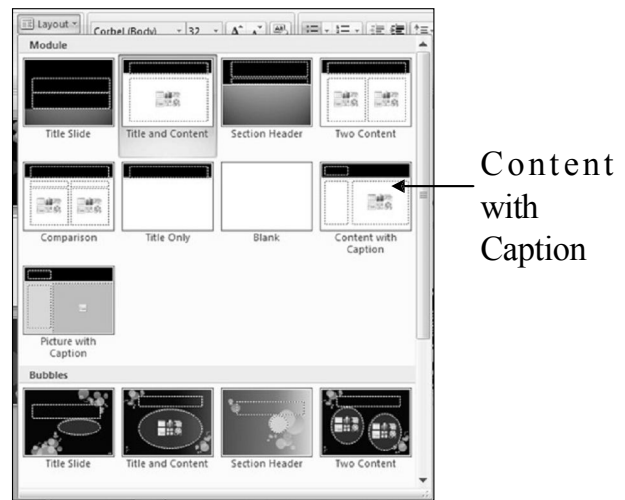 Layout
Corbel (Body) 32 A A
Module
Title Slide Title and Content Section Header Two Content
Comparison Title Only Blank Content with
Caption
Picture with
Caption
Bubbles
Title Slide Title and Content Section Header Two Content
Content
with
Caption